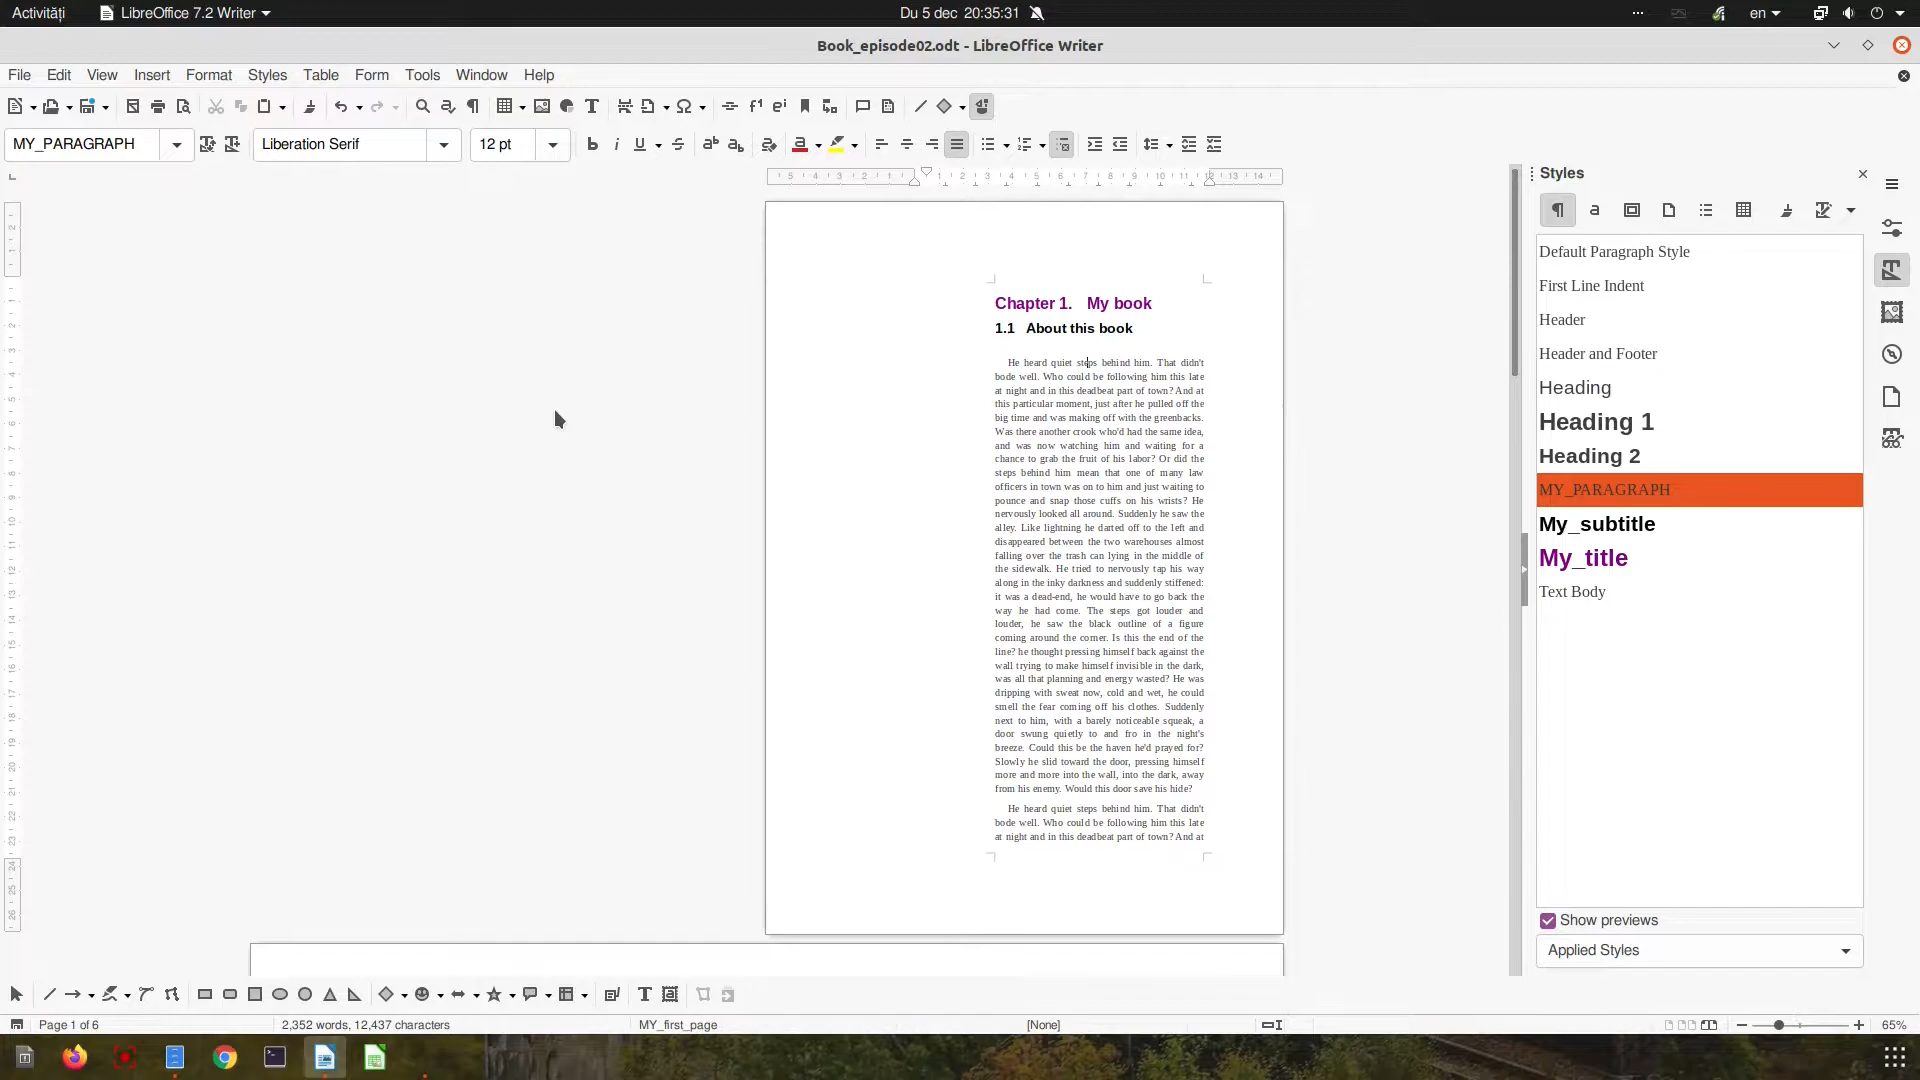 Activități
LibreOffice 7.2 Writer
Du 5 dec  20:35:31
en
Book_episode02.odt - LibreOffice Writer
File Edit View Insert Format Styles Table Form Tools Window Help
MY_PARAGRAPH
Liberation Serif
12 pt
5 4 3 2 1 1 2 3 4 5 6 7 8 9 10 11 12 13 14
Styles
Default Paragraph Style
First Line Indent
Header
Header and Footer
Heading
Heading 1
Heading 2
MY_PARAGRAPH
My_subtitle
My_title
Text Body
Show previews
Applied Styles
Chapter 1. My book
1.1 About this book
He heard quiet steps behind him. That didn't
bode well. Who could be following him this late
at night and in this deadbeat part of town? And at
this particular moment, just after he pulled off the
big time and was making off with the greenbacks.
Was there another crook who'd had the same idea,
and was now watching him and waiting for a
chance to grab the fruit of his labor? Or did the
steps behind him mean that one of many law
officers in town was on to him and just waiting to
pounce and snap those cuffs on his wrists? He
nervously looked all around. Suddenly he saw the
alley. Like lightning he darted off to the left and
disappeared between the two warehouses almost
falling over the trash can lying in the middle of
the sidewalk. He tried to nervously tap his way
along in the inky darkness and suddenly stiffened:
it was a dead-end, he would have to go back the
way he had come. The steps got louder and
louder, he saw the black outline of a figure
coming around the corner. Is this the end of the
line? he thought pressing himself back against the
wall trying to make himself invisible in the dark,
was all that planning and energy wasted? He was
dripping with sweat now, cold and wet, he could
smell the fear coming off his clothes. Suddenly
next to him, with a barely noticeable squeak, a
door swung quietly to and fro in the night's
breeze. Could this be the haven he'd prayed for?
Slowly he slid toward the door, pressing himself
more and more into the wall, into the dark, away
from his enemy. Would this door save his hide?
He heard quiet steps behind him. That didn't
bode well. Who could be following him this late
at night and in this deadbeat part of town? And at
Page 1 of 6
2,352 words, 12,437 characters
MY_first_page
[None]
65%